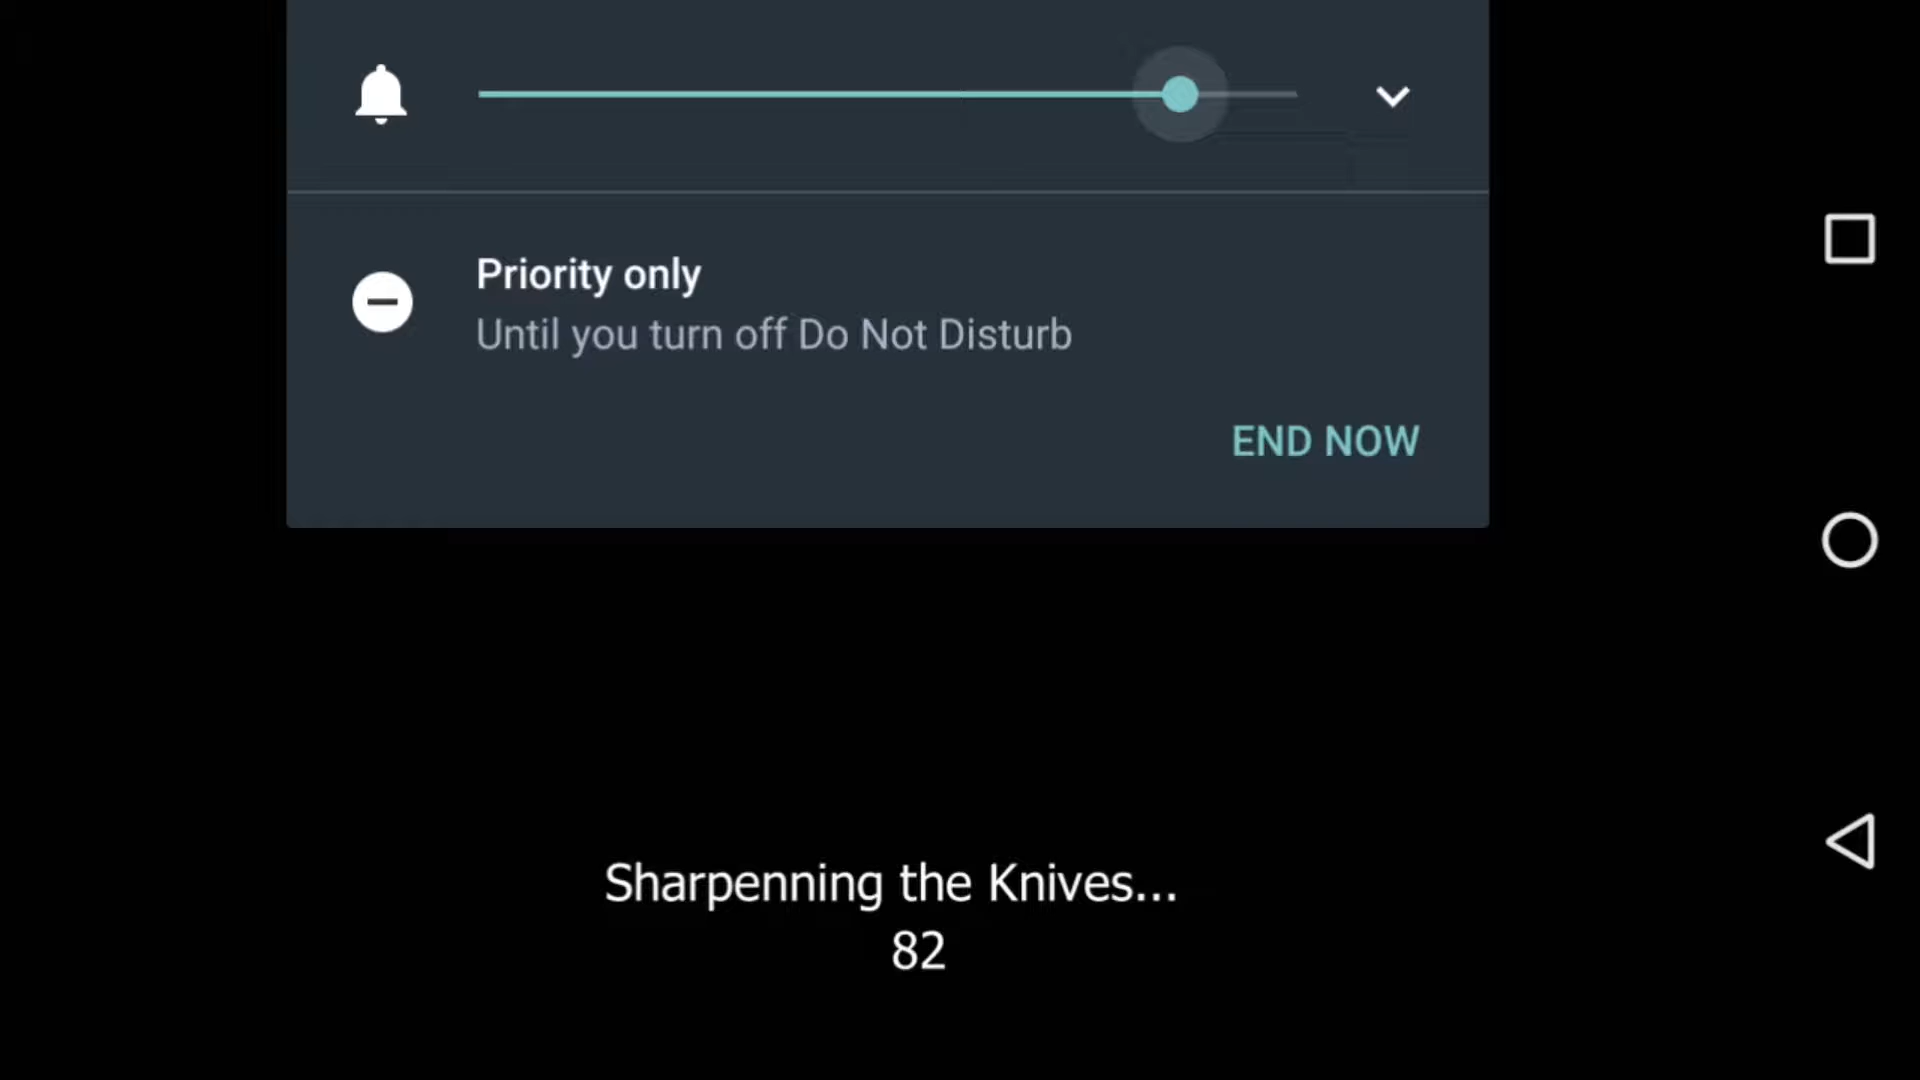 Priority only
Until you turn off Do Not Disturb
END NOW
Sharpenning the Knives...
82